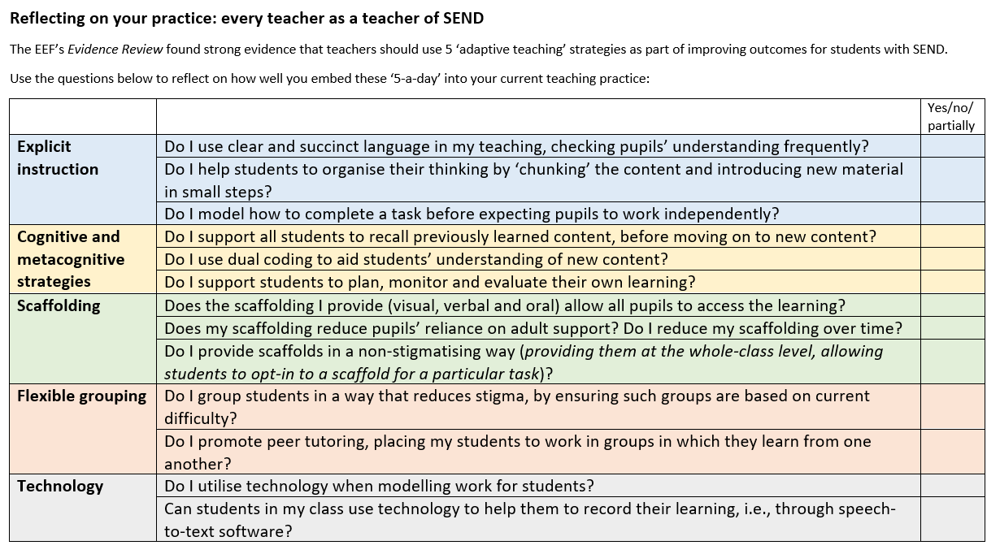 Reflecting on your practice: every teacher as a teacher of SEND
The EEF’s Evidence Review found strong evidence that teachers should use 5 ‘adaptive teaching’ strategies as part of improving outcomes for students with SEND.
Use the questions below to reflect on how well you embed these ‘5-a-day’ into your current teaching practice:
Yes/no/
partially
Explicit
instruction
Do I use clear and succinct language in my teaching, checking pupils’ understanding frequently?
Do I help students to organise their thinking by ‘chunking’ the content and introducing new material
in small steps?
Do I model how to complete a task before expecting pupils to work independently?
Cognitive and
metacognitive
strategies
Do I support all students to recall previously learned content, before moving on to new content?
Do I use dual coding to aid students’ understanding of new content?
Do I support students to plan, monitor and evaluate their own learning?
Scaffolding
Does the scaffolding I provide (visual, verbal and oral) allow all pupils to access the learning?
Does my scaffolding reduce pupils’ reliance on adult support? Do I reduce my scaffolding over time?
Do I provide scaffolds in a non-stigmatising way (providing them at the whole-class level, allowing
students to opt-in to a scaffold for a particular task)?
Flexible grouping
Do I group students in a way that reduces stigma, by ensuring such groups are based on current
difficulty?
Do I promote peer tutoring, placing my students to work in groups in which they learn from one
another?
Technology
Do I utilise technology when modelling work for students?
Can students in my class use technology to help them to record their learning, i.e., through speech-
to-text software?